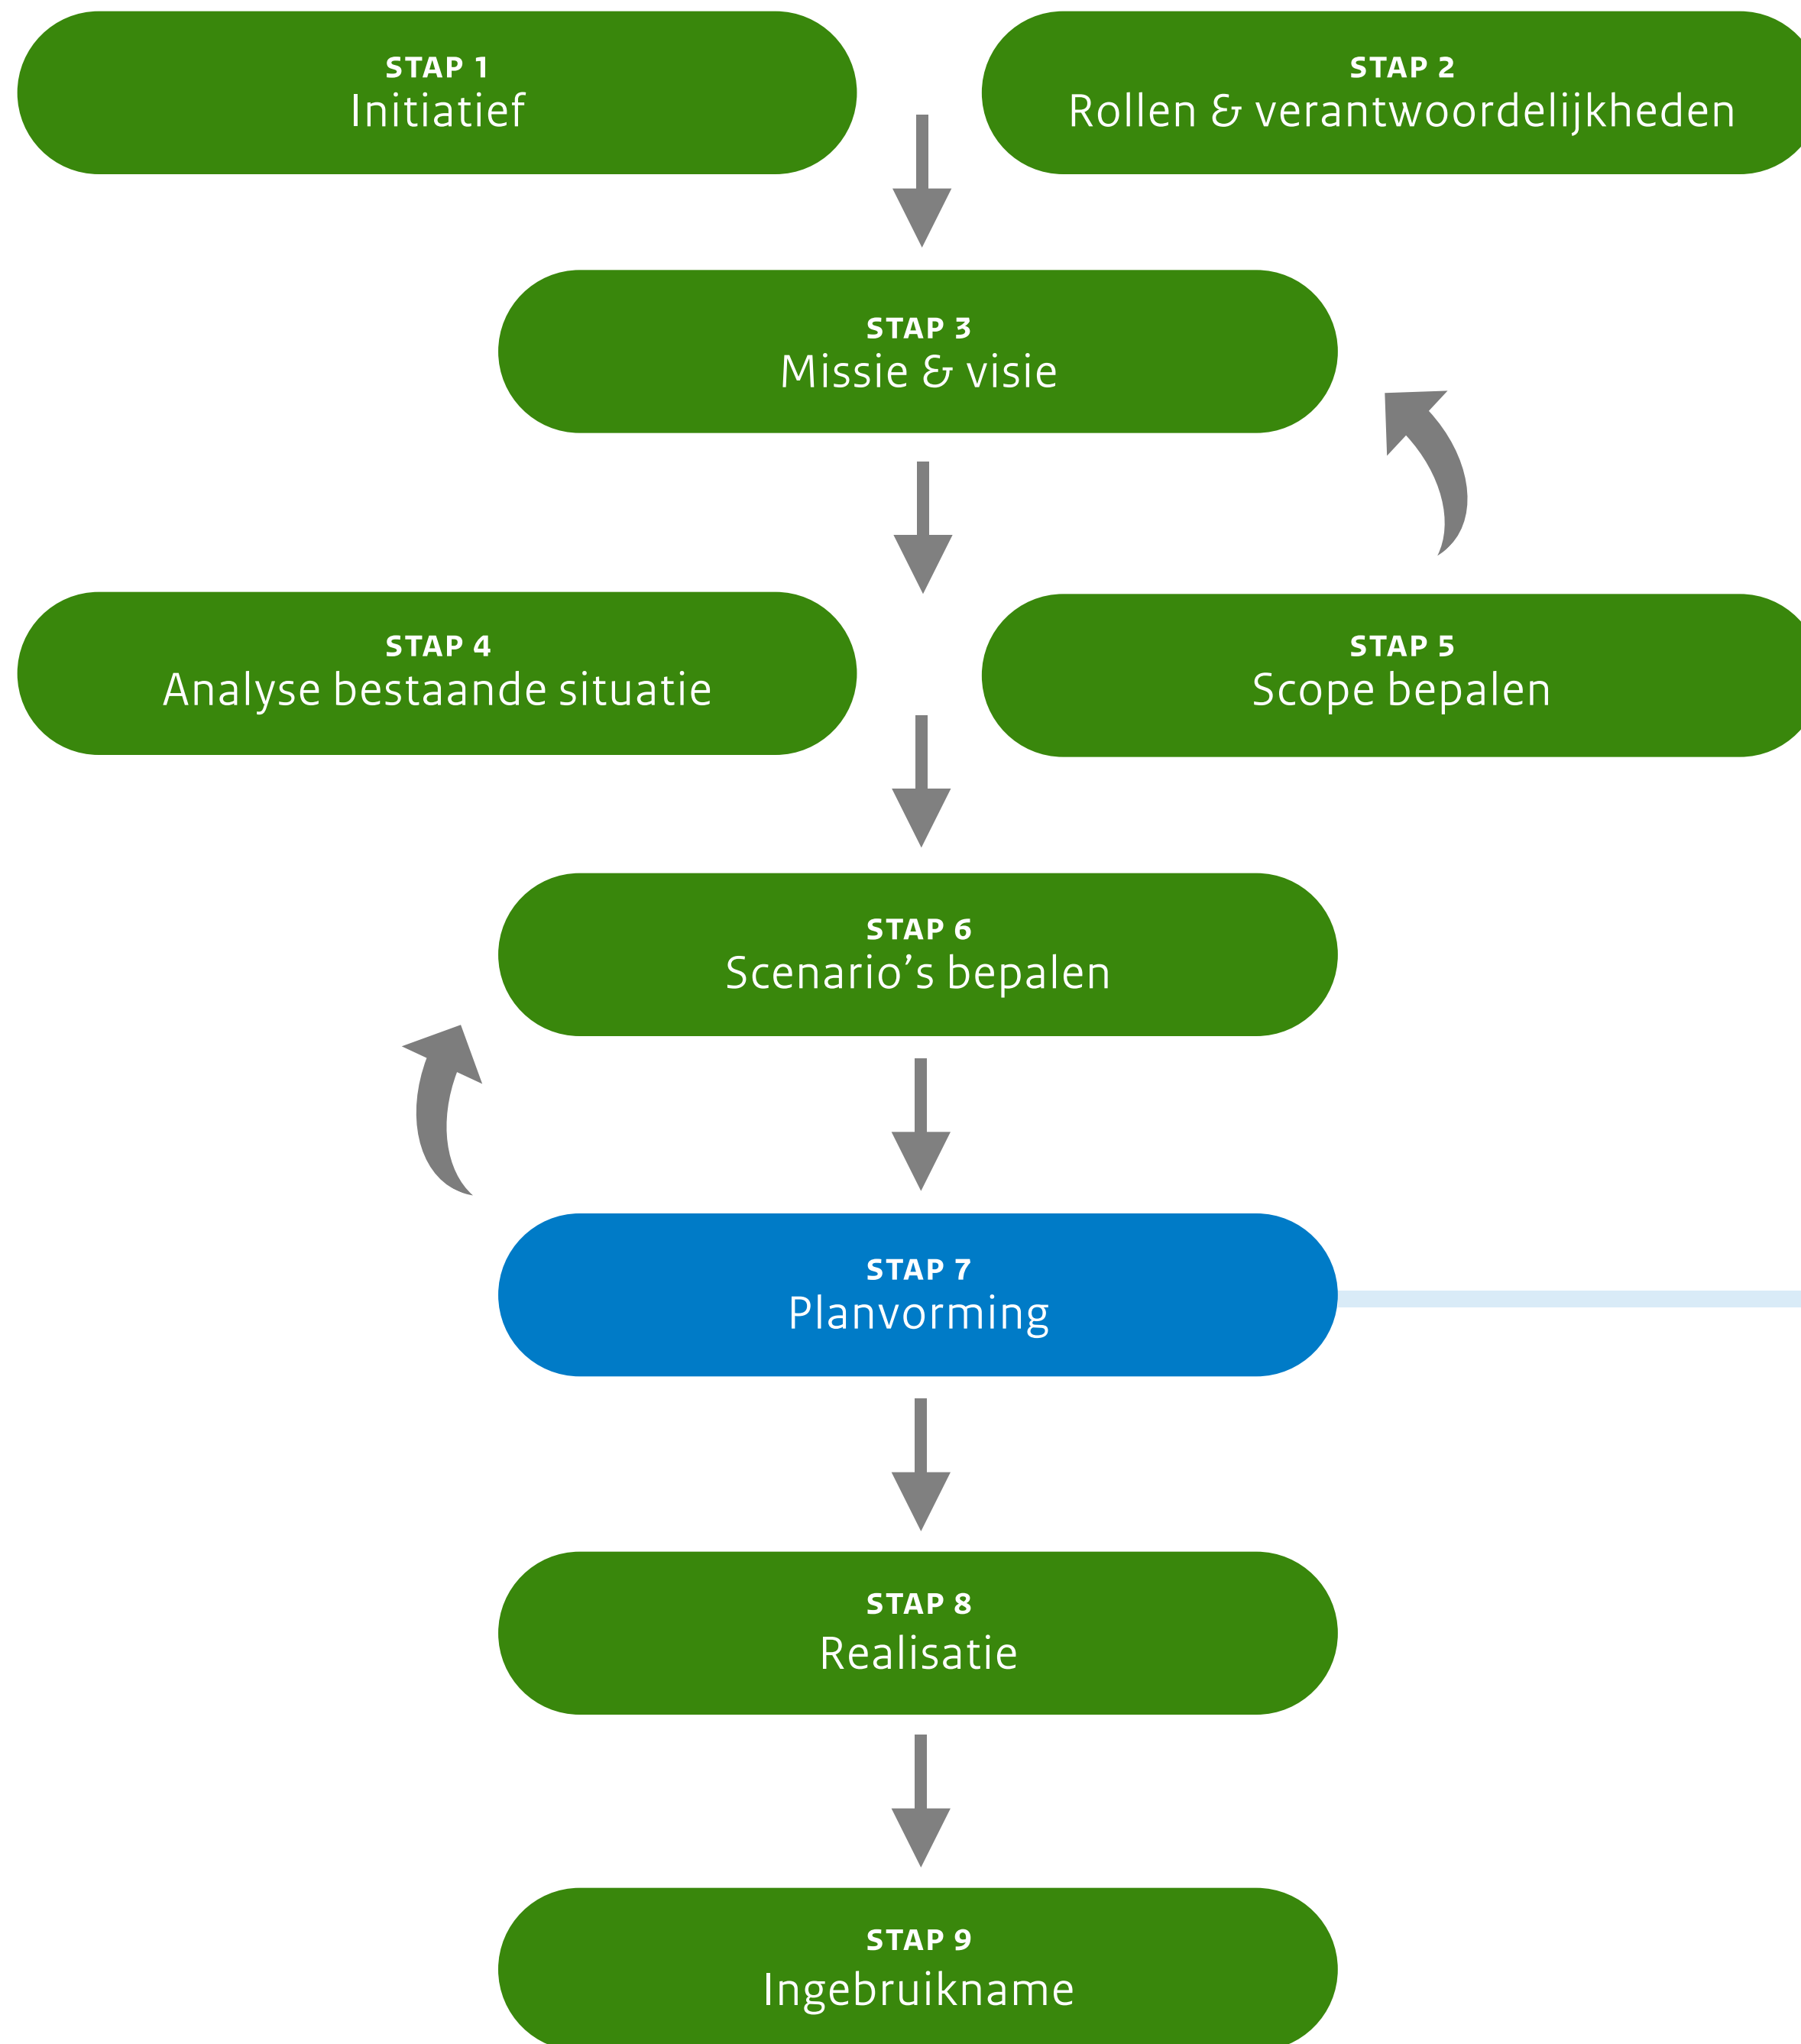 STAP 1
Initiatief
STAP 2
Rollen & verantwoordelijkheden
STAP 3
Missie & visie
STAP 4
Analyse bestaande situatie
STAP 5
Scope bepalen
STAP 6
Scenario’s bepalen
STAP 7
Planvorming
STAP 8
Realisatie
STAP 9
Ingebruikname